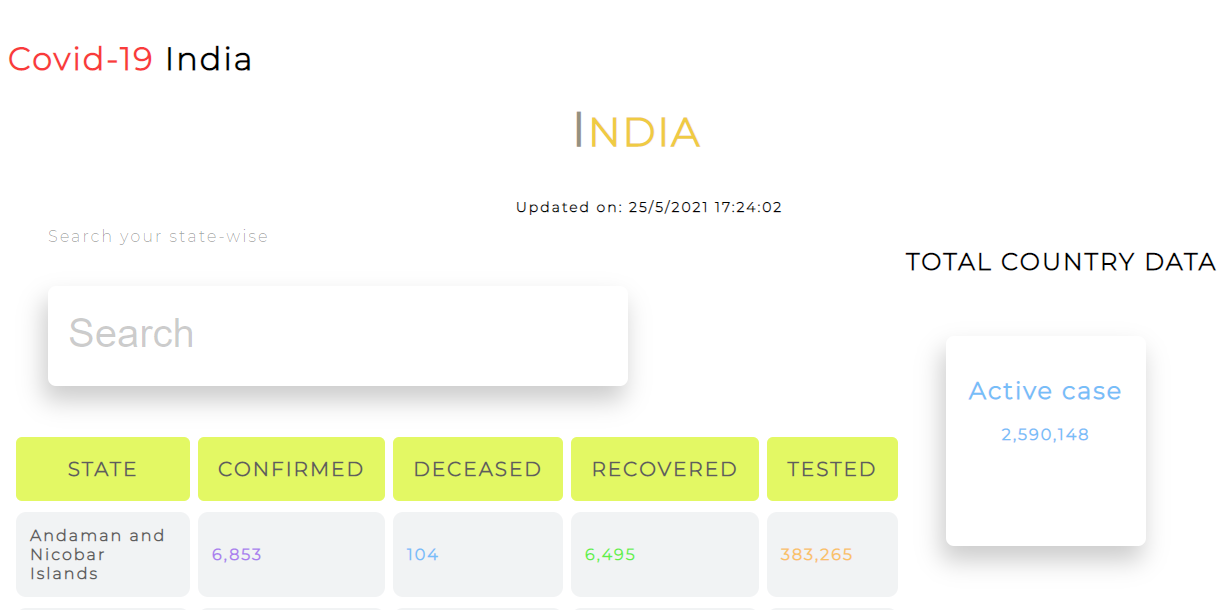 Covid-19 India
INDIA
Updated on: 25/5/2021 17:24:02
Search your state-wise
TOTAL COUNTRY DATA
Search
Active case
2,590,148
STATE CONFIRMED DECEASED RECOVERED TESTED
Andaman and
Nicobar
Islands
6,853 104 6,495 383,265